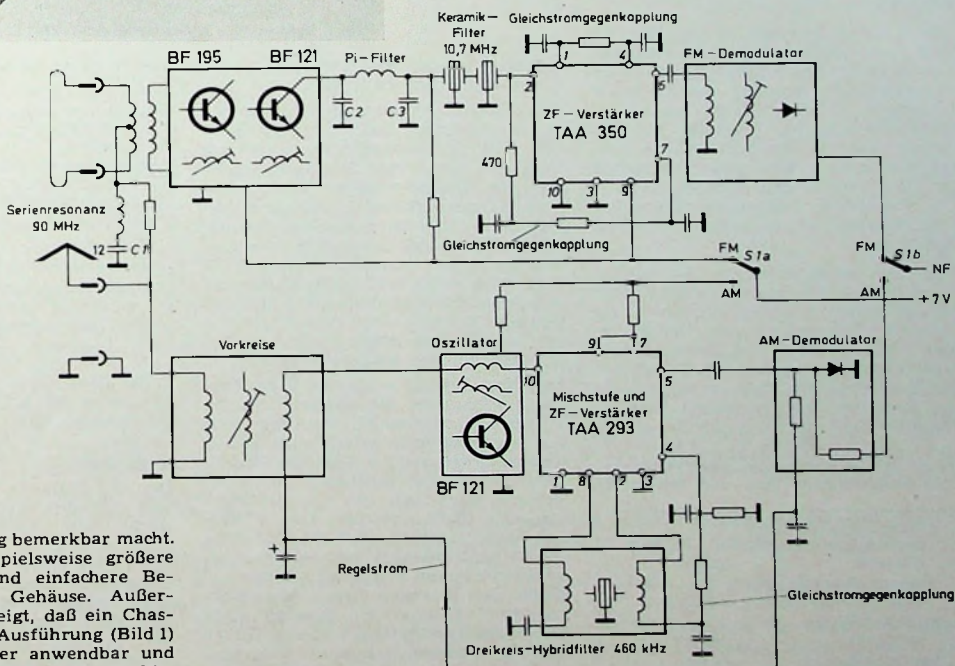 Keramik—
Filter
10,7 MHz
Gleichstromgegenkopplung
BF 195
BF 121
Pi-Filter
C2
C3
1
4
2
6
ZF-Verstärker
TAA 350
7
10
3
9
FM-Demodulator
470
Gleichstromgegenkopplung
Serienresonanz
90 MHz
12
C1
FM
S1a
AM
FM
S1b
NF
AM
+7V
Vorkreise
Oszillator
BF 121
9
7
10
5
Mischstufe und
ZF-Verstärker
TAA 293
4
1
8
2
3
AM-Demodulator
+
Regelstrom
Gleichstromgegenkopplung
Dreikreis-Hybridfilter 460 kHz
g bemerkbar macht.
pielsweise größere
nd einfachere Be-
Gehäuse. Außer-
eigt, daß ein Chas-
Ausführung (Bild 1)
er anwendbar und